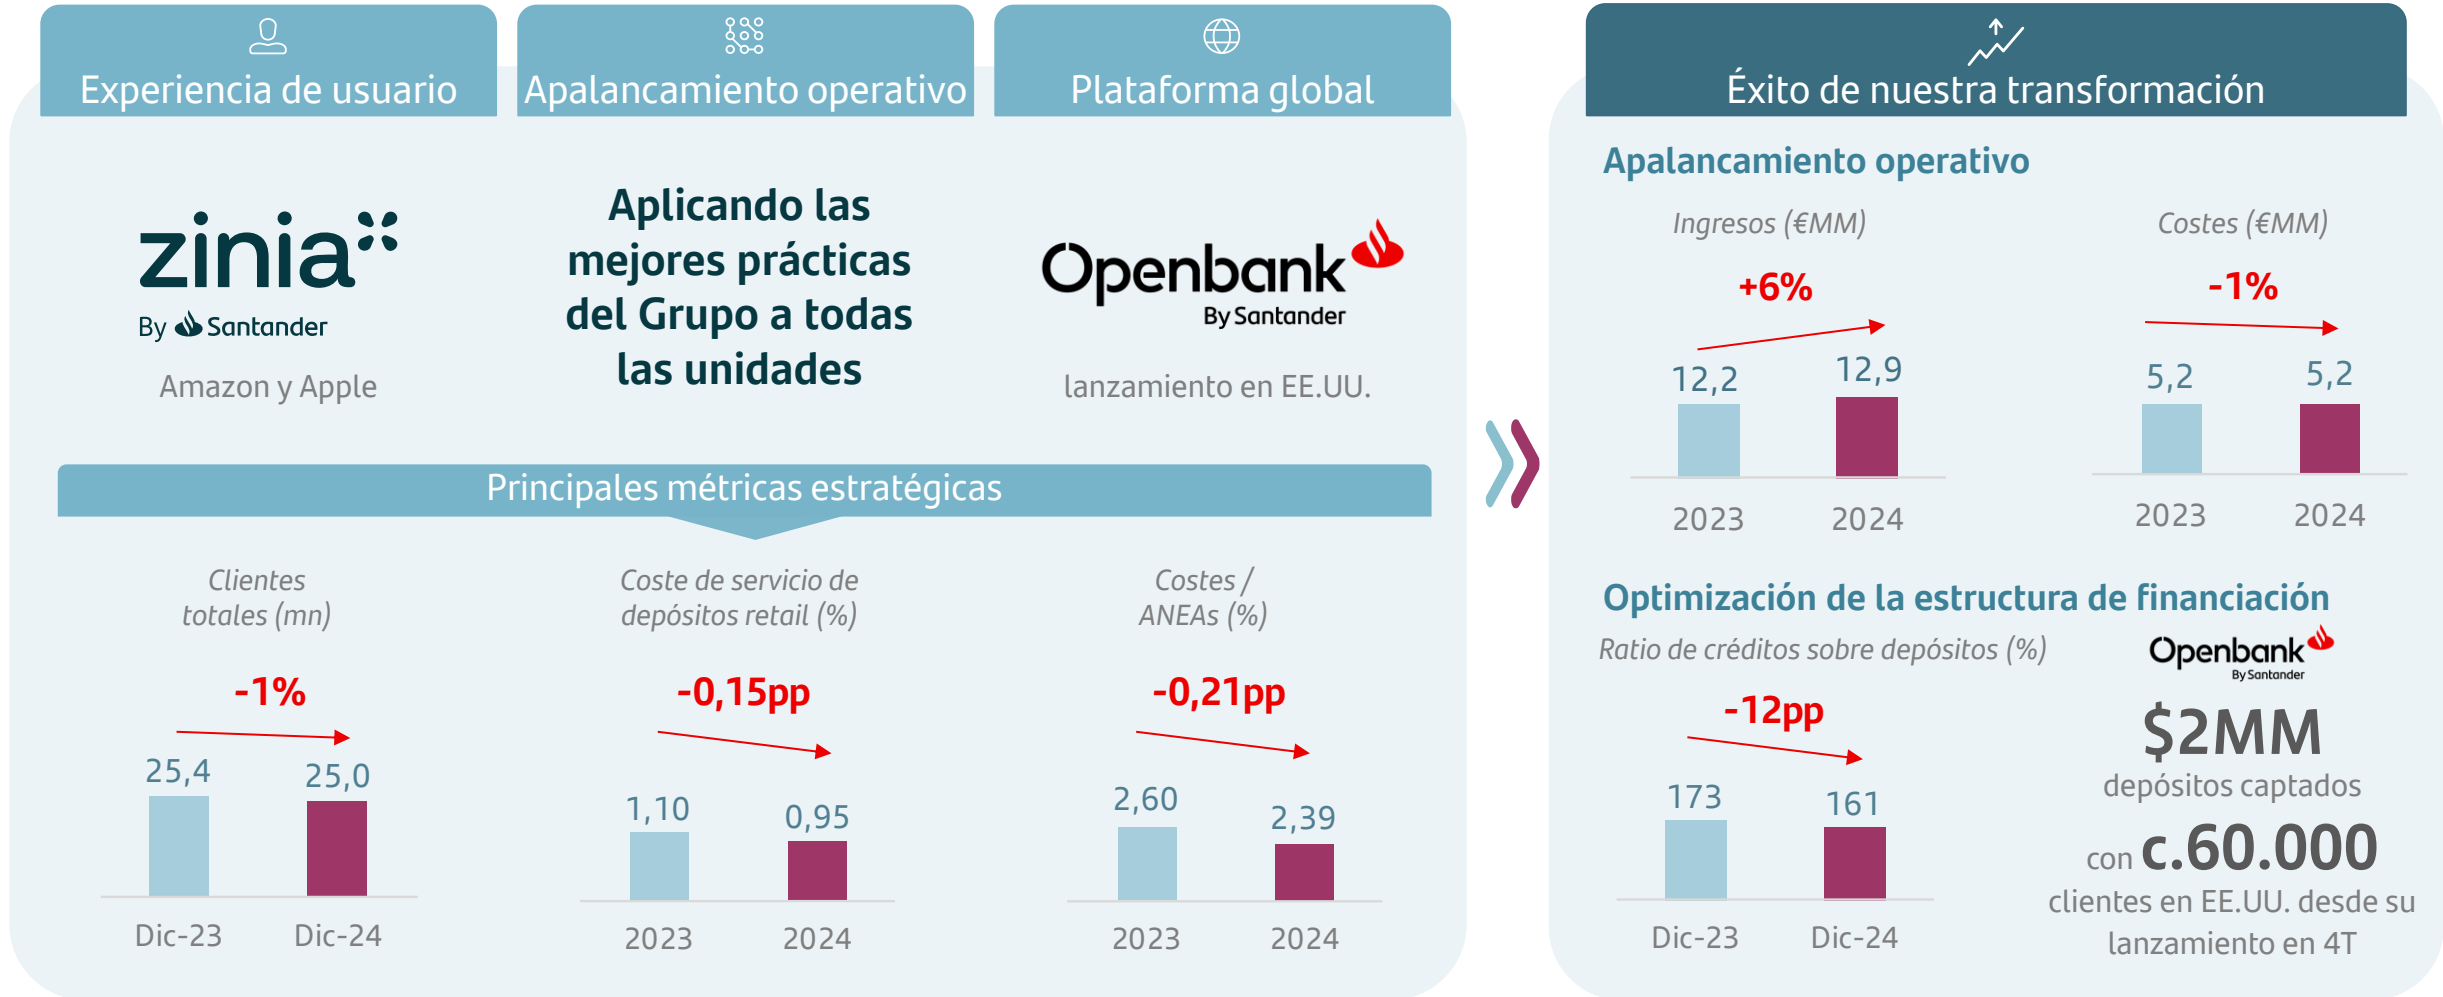 Experiencia de usuario
Apalancamiento operativo
Plataforma global
zinia
By Santander
Amazon y Apple
Aplicando las
mejores prácticas
del Grupo a todas
las unidades
Openbank
By Santander
lanzamiento en EE.UU.
Principales métricas estratégicas
Clientes
totales (mn)
-1%
25,4
25,0
Dic-23
Dic-24
Coste de servicio de
depósitos retail (%)
-0,15pp
1,10
0,95
2023
2024
Costes /
ANEAs (%)
-0,21pp
2,60
2,39
2023
2024
Éxito de nuestra transformación
Apalancamiento operativo
Ingresos (€MM)
+6%
12,2
12,9
2023
2024
Costes (€MM)
-1%
5,2
5,2
2023
2024
Optimización de la estructura de financiación
Ratio de créditos sobre depósitos (%)
-12pp
173
161
Dic-23
Dic-24
Openbank
By Santander
$2MM
depósitos captados
con c.60.000
clientes en EE.UU. desde su
lanzamiento en 4T